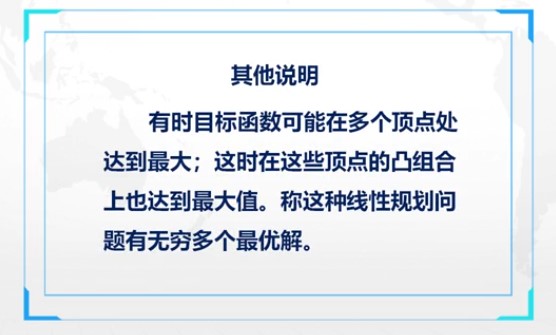 其他说明
有时目标函数可能在多个顶点处
达到最大；这时在这些顶点的凸组合
上也达到最大值。称这种线性规划问
题有无穷多个最优解。